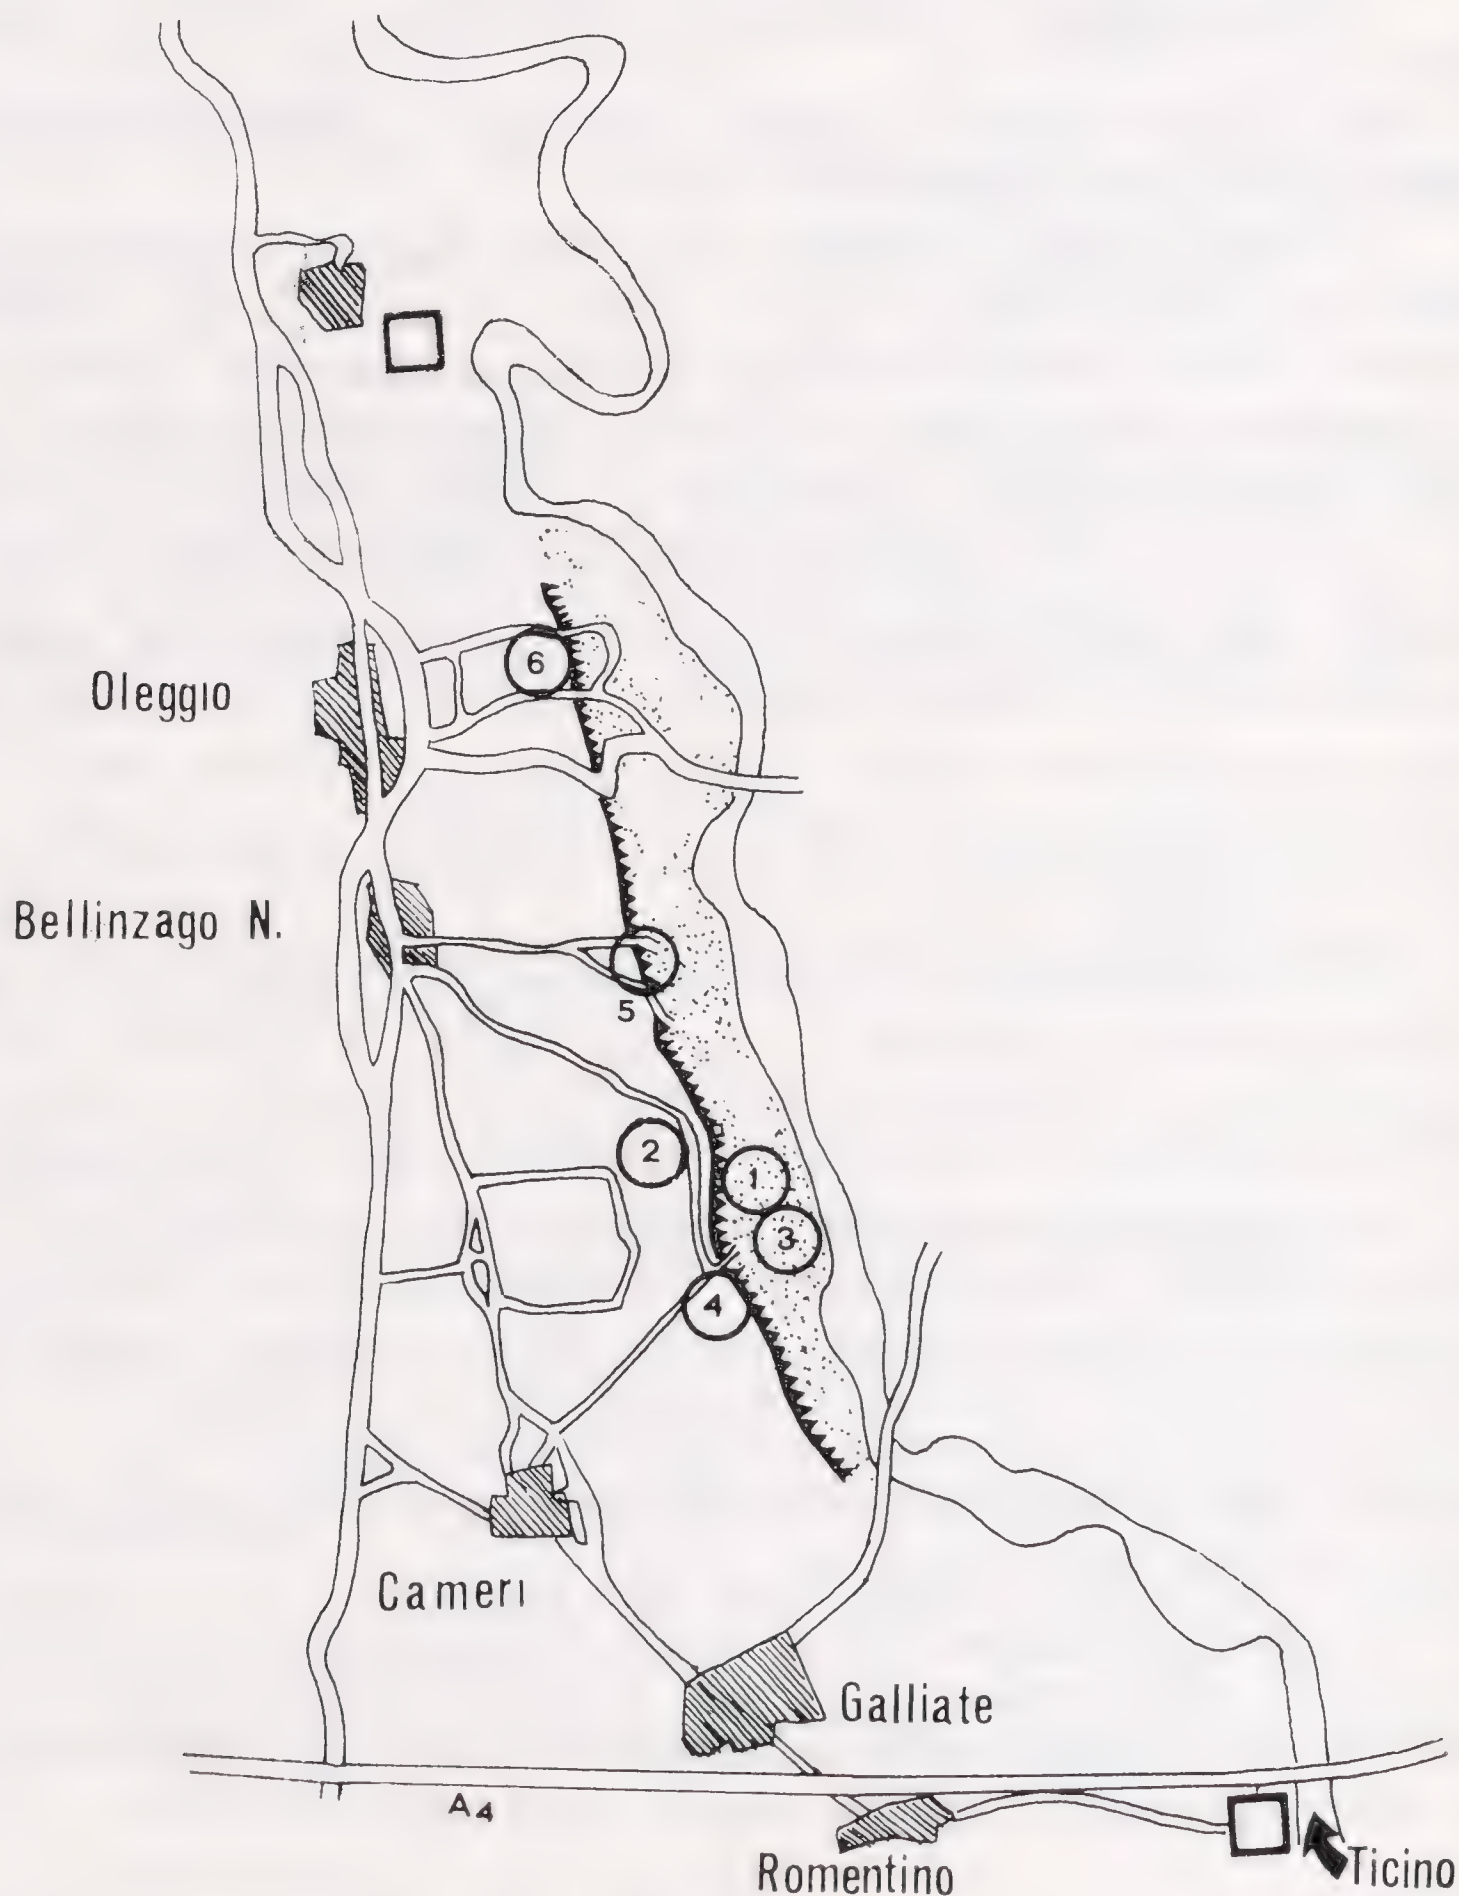 6
Oleggio
Bellinzago N.
5
2
1
3
4
Cameri
Galliate
A4
Romentino
Ticino